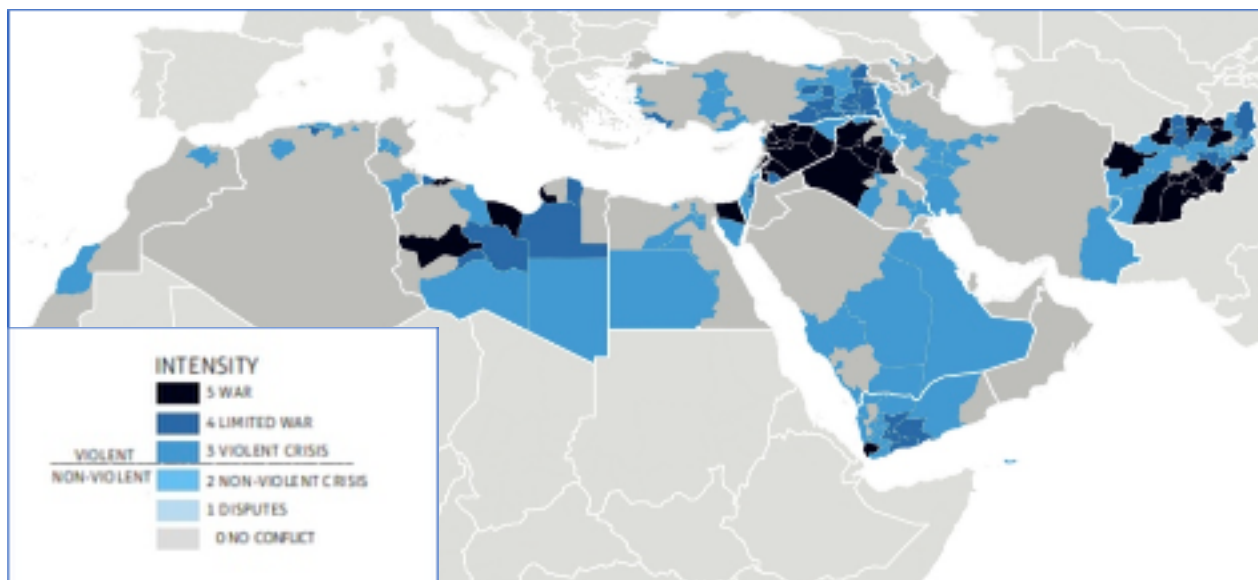 INTENSITY
5 WAR
4 LIMITED WAR
VIOLENT
3 VIOLENT CRISIS
NON-VIOLENT
2 NON-VIOLENT CRISIS
1 DISPUTES
0 NO CONFLICT